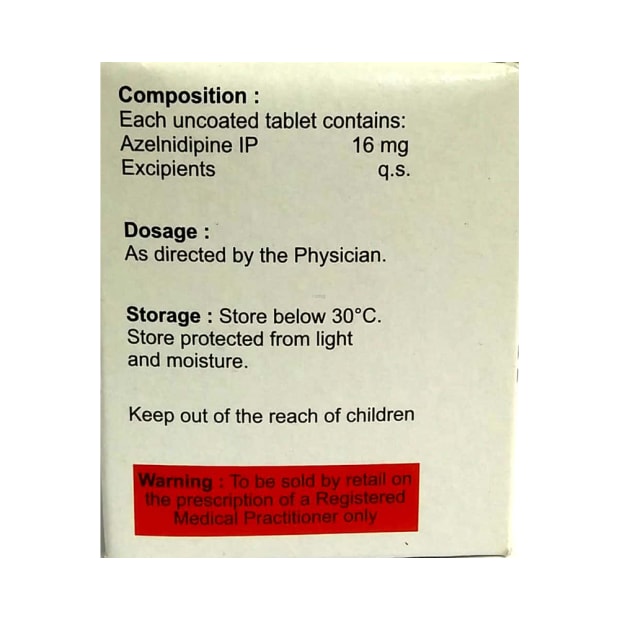 Composition :
Each uncoated tablet contains:
Azelnidipine IP 16 mg
Excipients q.s.
Dosage :
As directed by the Physician.
Storage : Store below 30°C.
Store protected from light
and moisture.
Keep out of the reach of children
Warning : To be sold by retail on
the prescription of a Registered
Medical Practitioner only